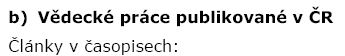 b) Vědecké práce publikované v ČR
Články v časopisech: